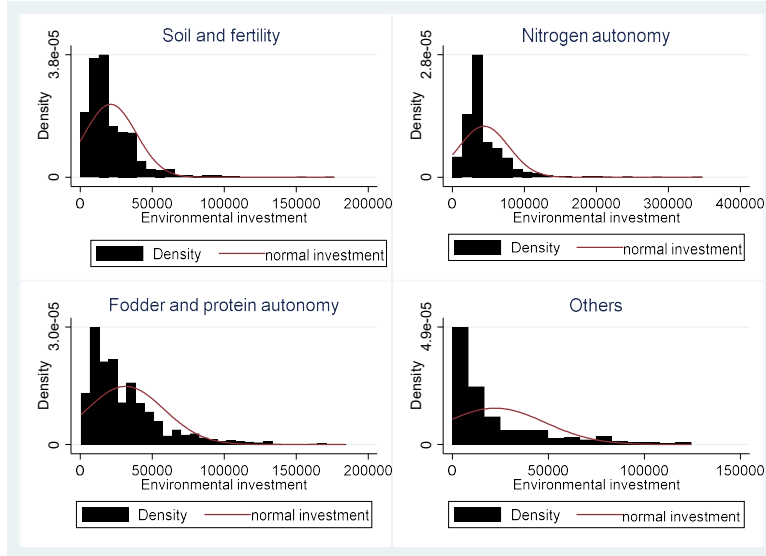 Soil and fertility
Density
3.8e-05
0
0 50000 100000 150000 200000
Environmental investment
Density normal investment
Nitrogen autonomy
Density
2.8e-05
0
0 100000 200000 300000 400000
Environmental investment
Density normal investment
Fodder and protein autonomy
Density
3.0e-05
0
0 50000 100000 150000 200000
Environmental investment
Density normal investment
Others
Density
4.9e-05
0
0 50000 100000 150000
Environmental investment
Density normal investment